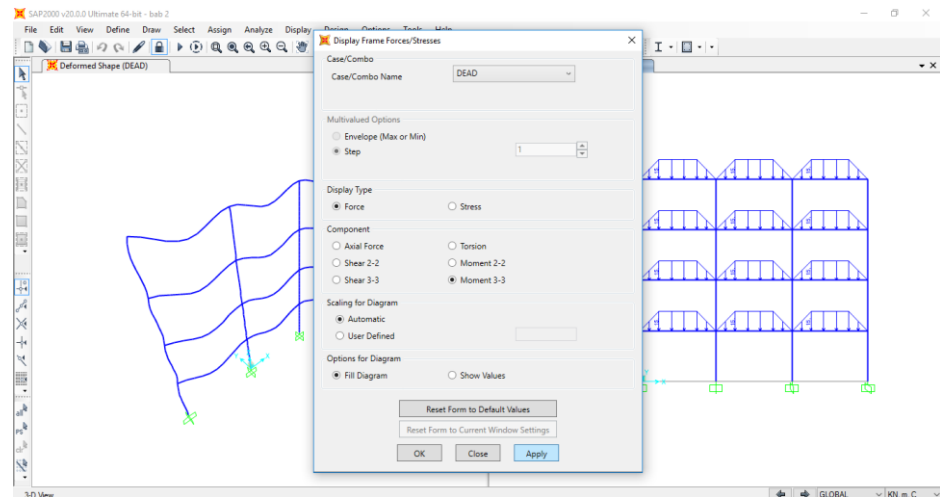 SAP2000 v20.0.0 Ultimate 64-bit - bab 2
File Edit View Define Draw Select Assign Analyze Display Design Options Tools Help
Deformed Shape (DEAD)
Display Frame Forces/Stresses
Case/Combo
Case/Combo Name DEAD
Multivalued Options
Envelope (Max or Min)
Step 1
Display Type
Force Stress
Component
Axial Force Torsion
Shear 2-2 Moment 2-2
Shear 3-3 Moment 3-3
Scaling for Diagram
Automatic
User Defined
Options for Diagram
Fill Diagram Show Values
Reset Form to Default Values
Reset Form to Current Window Settings
OK Close Apply
3-D View GLOBAL KN, m, C